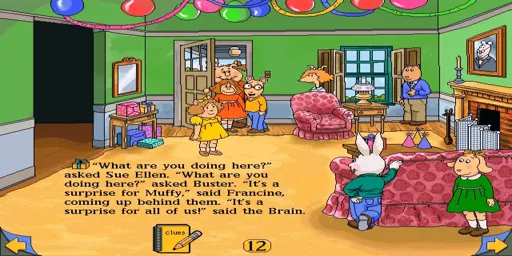 "What are you doing here?"
asked Sue Ellen. "What are you
doing here?" asked Buster. "It's a
surprise for Muffy," said Francine,
coming up behind them. "It's a
surprise for all of us!" said the Brain.
clues
12